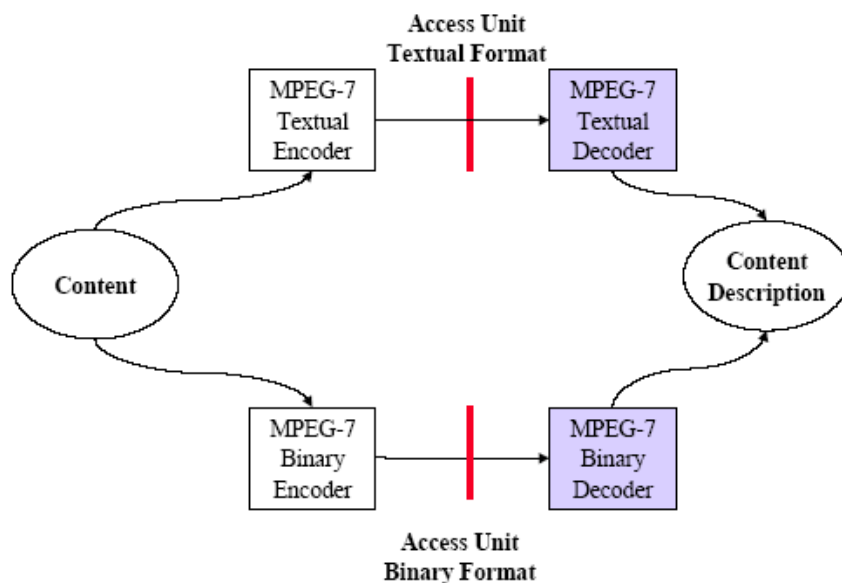 Access Unit
Textual Format
MPEG-7
Textual
Encoder
MPEG-7
Textual
Decoder
Content
Content
Description
MPEG-7
Binary
Encoder
MPEG-7
Binary
Decoder
Access Unit
Binary Format